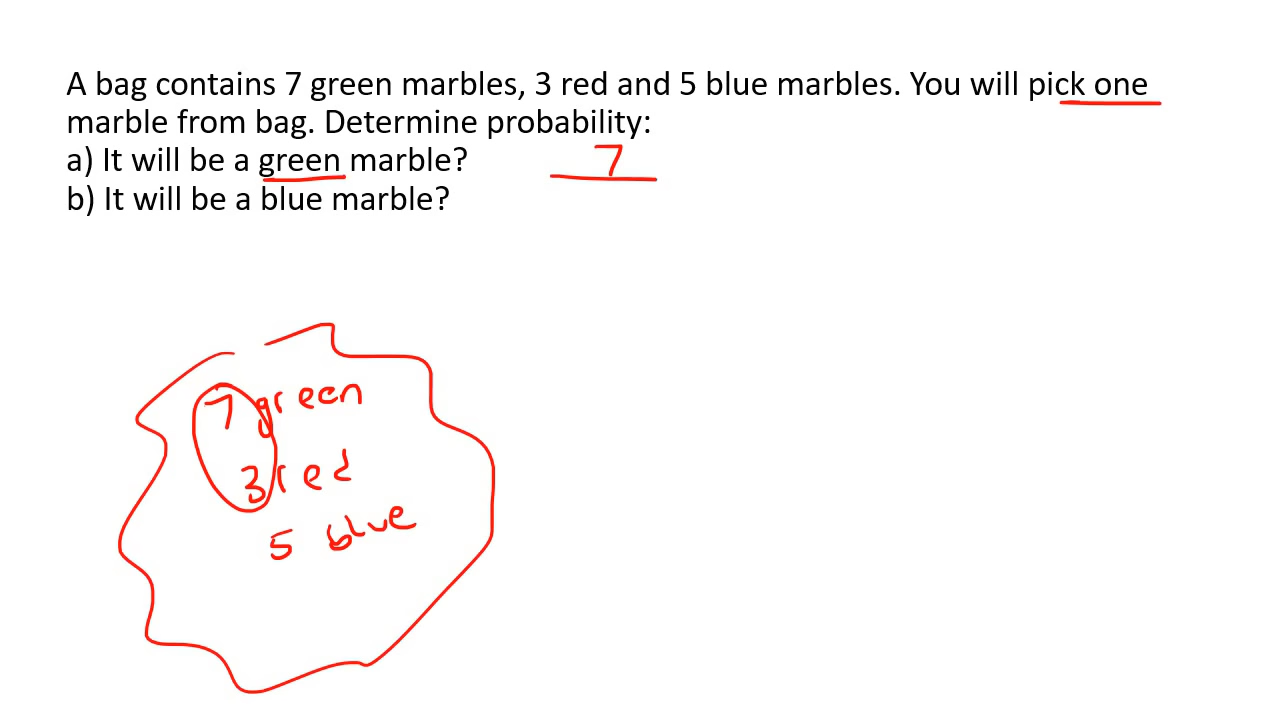 A bag contains 7 green marbles, 3 red and 5 blue marbles. You will pick one
marble from bag. Determine probability:
a) It will be a green marble? 7
b) It will be a blue marble?
7 green
3 red
5 blue